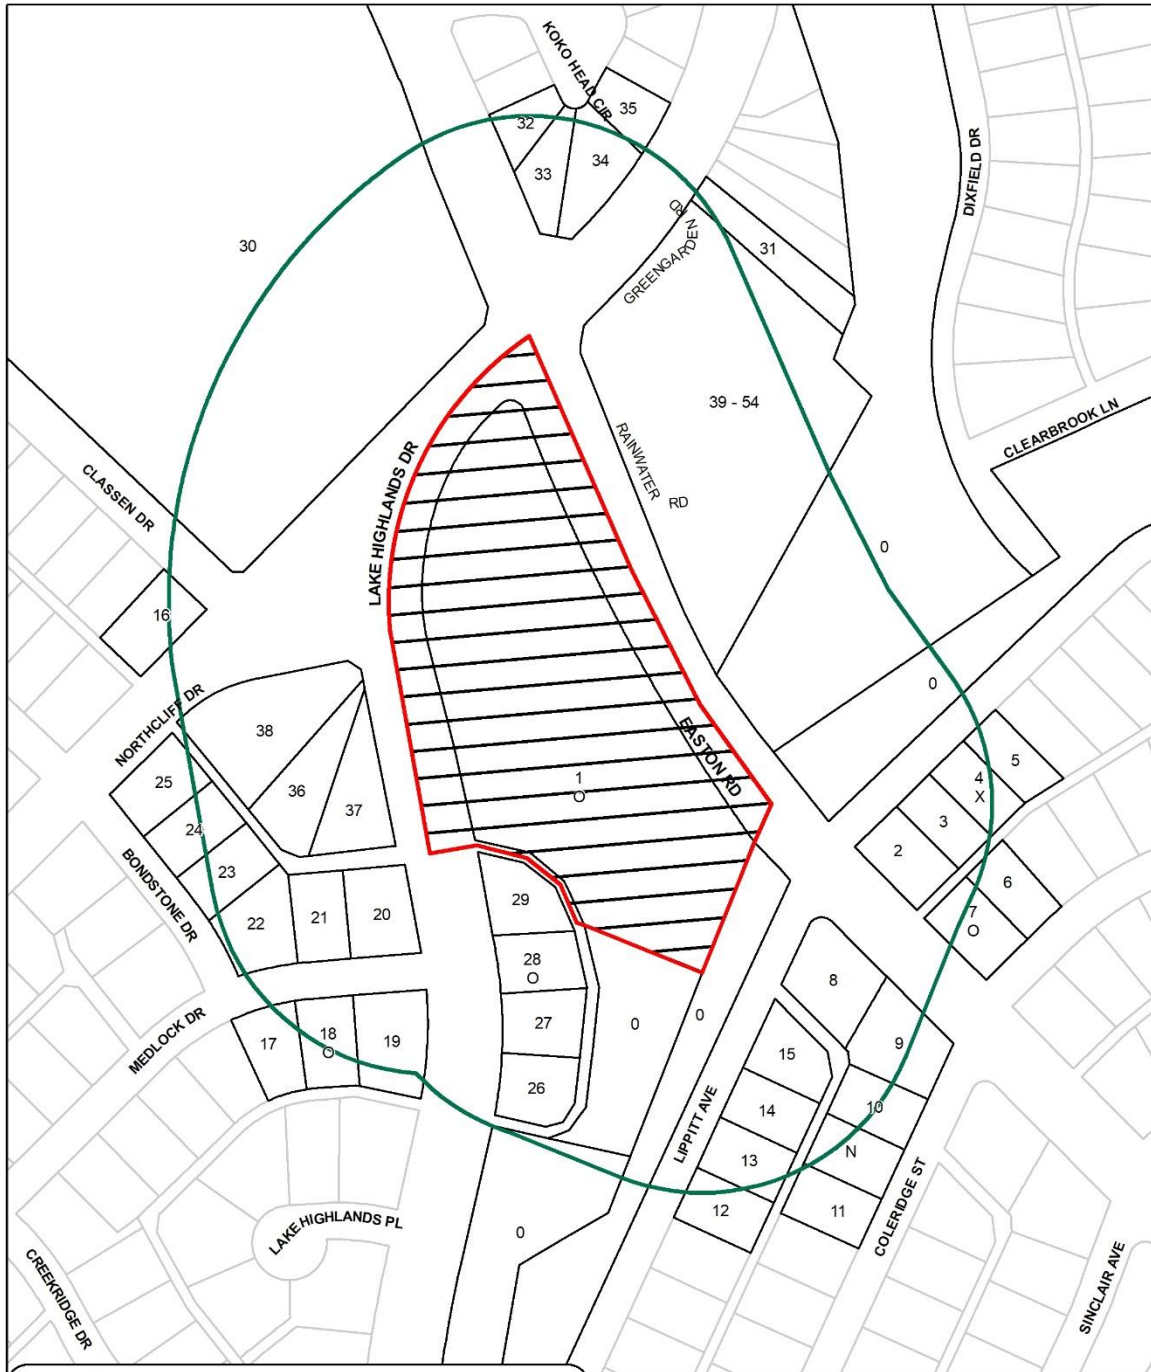 KOKO HEAD CIR
35
32
34
33
DIXFIELD DR
GREENGARDEN RD
30
31
39 - 54
CLEARBROOK LN
LAKE HIGHLANDS DR
RAINWATER RD
CLASSEN DR
0
16
NORTHCLIFF DR
0
38
EASTON RD
5
25
36
1
O
4
X
37
24
3
2
BONDSTONE DR
23
6
29
22
21
20
7
O
28
O
8
MEDLOCK DR
17
18
O
19
27
0
0
9
15
26
14
10
LIPPITT AVE
13
N
12
11
COLERIDGE ST
LAKE HIGHLANDS PL
0
CREEKRIDGE DR
SINCLAIR AVE